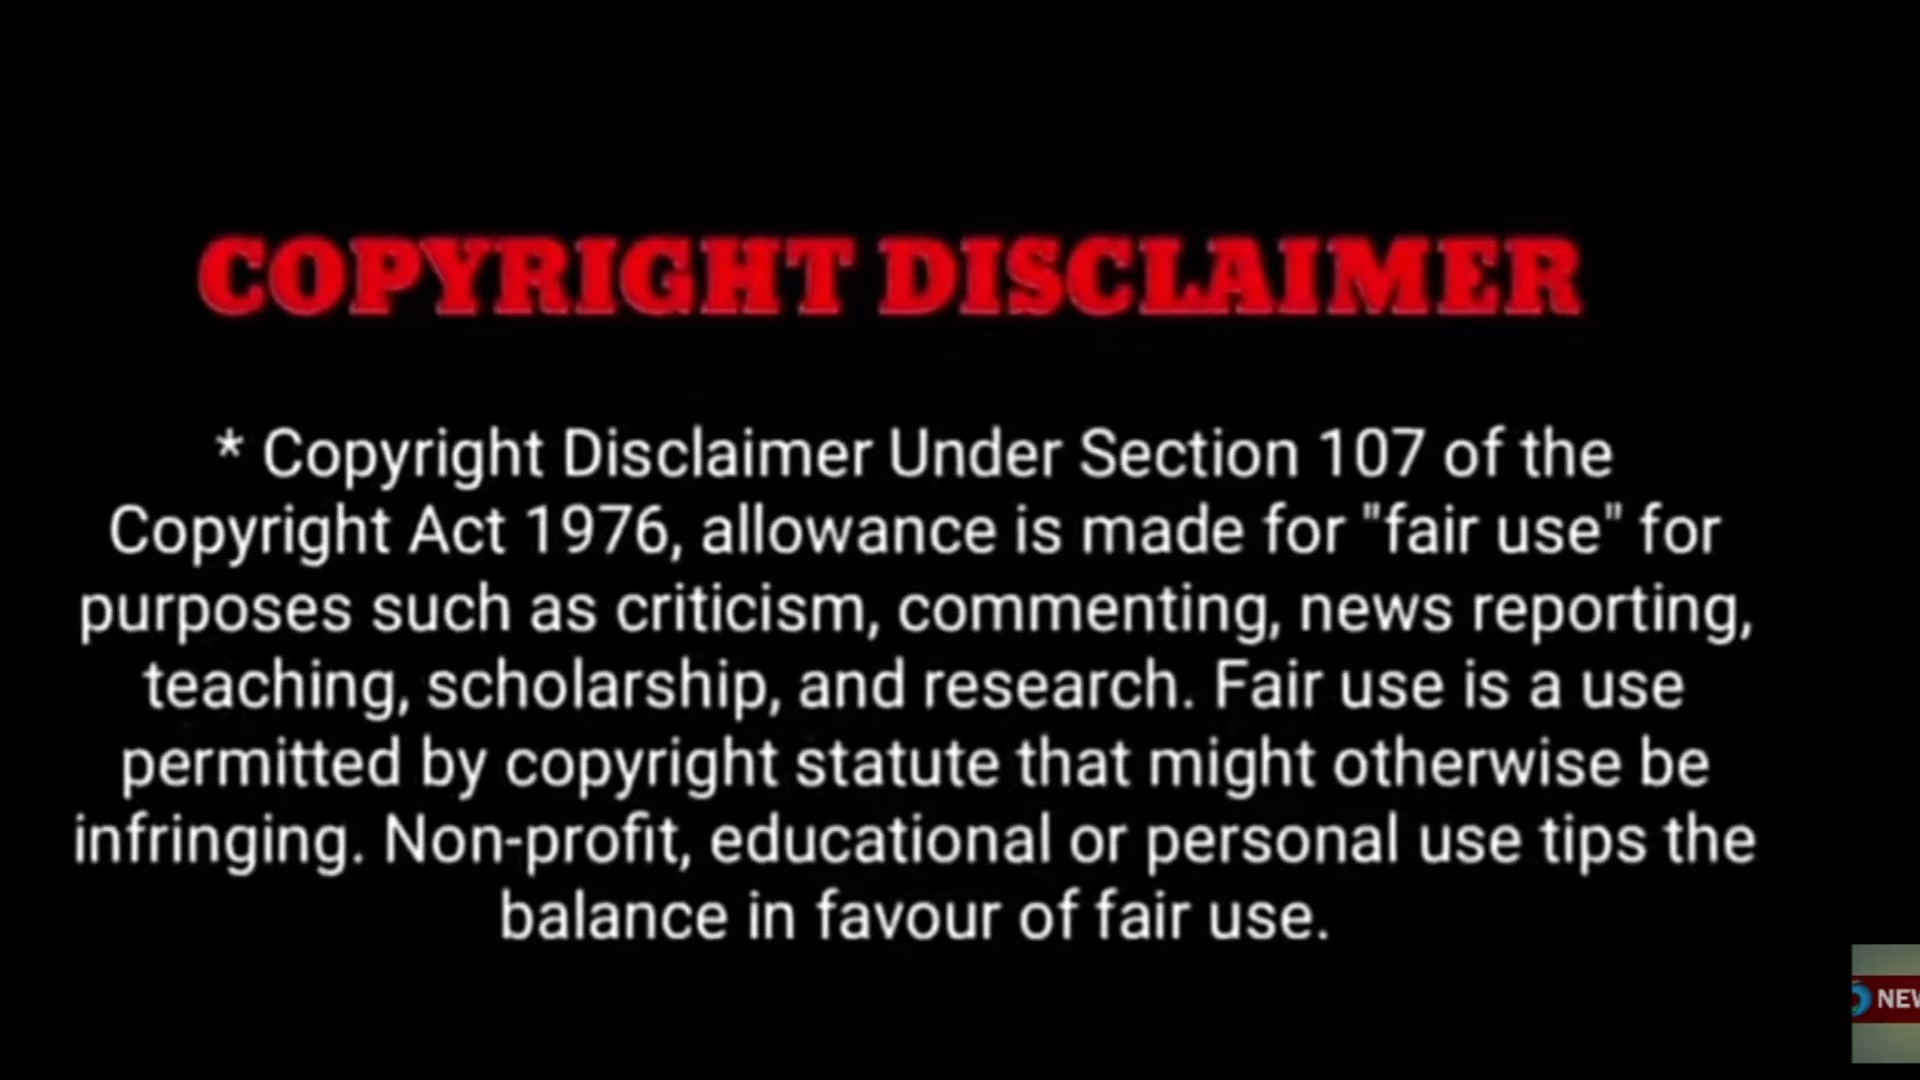 COPYRIGHT DISCLAIMER
* Copyright Disclaimer Under Section 107 of the
Copyright Act 1976, allowance is made for "fair use" for
purposes such as criticism, commenting, news reporting,
teaching, scholarship, and research. Fair use is a use
permitted by copyright statute that might otherwise be
infringing. Non-profit, educational or personal use tips the
balance in favour of fair use.